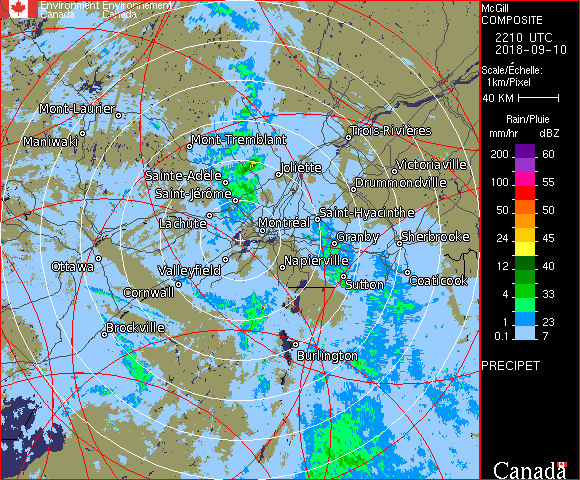 Environment Environnement
Canada Canada
McGill
COMPOSITE
2210 UTC
2018-09-10
Scale/Échelle:
1km/Pixel
40 KM
Rain/Pluie
mm/hr dBZ
200 60
100 55
50 50
24 45
12 40
4 33
1 23
0.1 7
PRECIPET
Canada
Mont-Laurier
Maniwaki
Mont-Tremblant
Trois-Rivières
Joliette
Victoriaville
Sainte-Adèle
Drummondville
Saint-Jérôme
Lachute
Saint-Hyacinthe
Montréal
Granby
Sherbrooke
Ottawa
Valleyfield
Napierville
Coaticook
Cornwall
Sutton
Brockville
Burlington